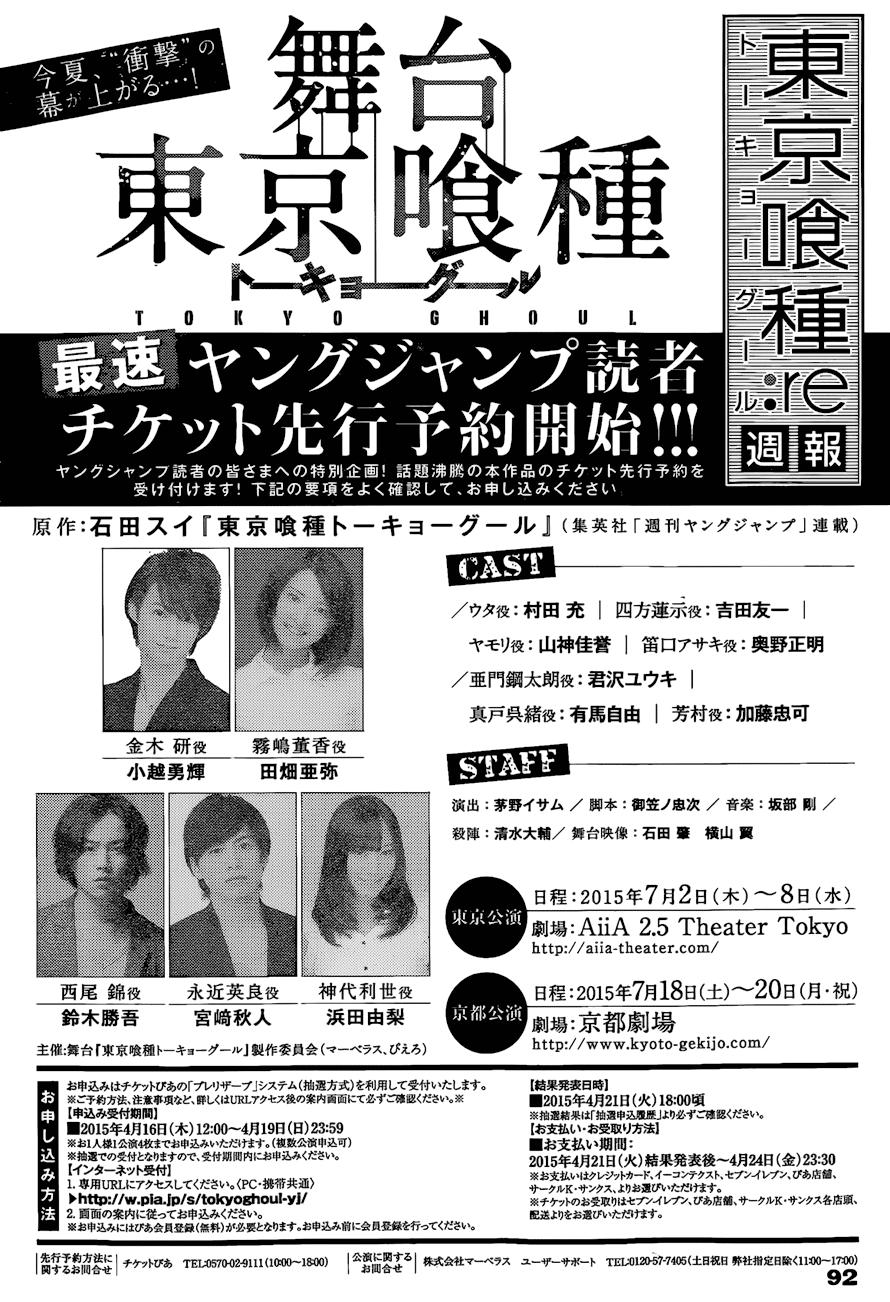 今夏、“衝撃”の
幕が上がる…!
舞台
東京喰種
トーキョーグール
TOKYO GHOUL
東京喰種:re
トーキョーグール
週報
最速 ヤングジャンプ読者
チケット先行予約開始!!!
ヤングジャンプ読者の皆さまへの特別企画! 話題沸騰の本作品のチケット先行予約を
受け付けます! 下記の要項をよく確認して、お申し込みください
原作:石田スイ『東京喰種トーキョーグール』(集英社「週刊ヤングジャンプ」連載)
金木 研役
小越勇輝
霧嶋董香役
田畑亜弥
西尾 錦役
鈴木勝吾
永近英良役
宮﨑秋人
神代利世役
浜田由梨
主催:舞台『東京喰種トーキョーグール』製作委員会(マーベラス、ぴえろ)
CAST
/ウタ役:村田 充 | 四方蓮示役:吉田友一 |
ヤモリ役:山神佳誉 | 笛口アサキ役:奥野正明
/亜門鋼太朗役:君沢ユウキ |
真戸呉緒役:有馬自由 | 芳村役:加藤忠可
STAFF
演出:茅野イサム / 脚本:御笠ノ忠次 / 音楽:坂部 剛 /
殺陣:清水大輔/ 舞台映像:石田 肇 横山 翼
東京公演
日程:2015年7月2日(木)~8日(水)
劇場:AiiA 2.5 Theater Tokyo
http://aiia-theater.com/
京都公演
日程:2015年7月18日(土)~20日(月・祝)
劇場:京都劇場
http://www.kyoto-gekijo.com/
お申し込み方法
お申込みはチケットぴあの「プレリザーブ」システム(抽選方式)を利用して受付いたします。
※ご予約方法、注意事項など、詳しくはURLアクセス後の案内画面にて必ずご確認ください。※
【申込み受付期間】
■2015年4月16日(木)12:00~4月19日(日)23:59
※お1人様1公演4枚までお申込みいただけます。(複数公演申込可)
※抽選での受付となりますので、受付期間内にお申込みください。
【インターネット受付】
1. 専用URLにアクセスしてください。〈PC・携帯共通〉
▶http://w.pia.jp/s/tokyoghoul-yj/
2. 画面の案内に従ってお申込みください。
※お申込みにはぴあ会員登録(無料)が必要となります。お申込み前に会員登録を行ってください。
【結果発表日時】
■2015年4月21日(火)18:00頃
※抽選結果は「抽選申込履歴」より必ずご確認ください。
【お支払い・お受取り方法】
■お支払い期間:
2015年4月21日(火)結果発表後~4月24日(金)23:30
※お支払いはクレジットカード、イーコンテクスト、セブンイレブン、ぴあ店舗、
サークルK・サンクス、よりお選びいただけます。
※チケットのお受取りはセブンイレブン、ぴあ店舗、サークルK・サンクス各店頭、
配送よりをお選びいただけます。
先行予約方法に
関するお問合せ
チケットぴあ TEL:0570-02-9111(10:00~18:00)
公演に関する
お問合せ
株式会社マーベラス ユーザーサポート TEL:0120-57-7405(土日祝日 弊社指定日除く11:00~17:00)
92